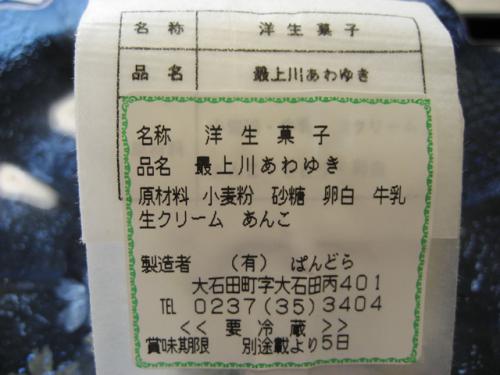 名称 洋生菓子
品名 最上川あわゆき
名称 洋生菓子
品名 最上川あわゆき
原材料 小麦粉 砂糖 卵白 牛乳
生クリーム あんこ
製造者 (有) ぱんどら
大石田町字大石田丙401
TEL 0237(35)3404
<< 要冷蔵 >>
賞味期限 別途載より5日